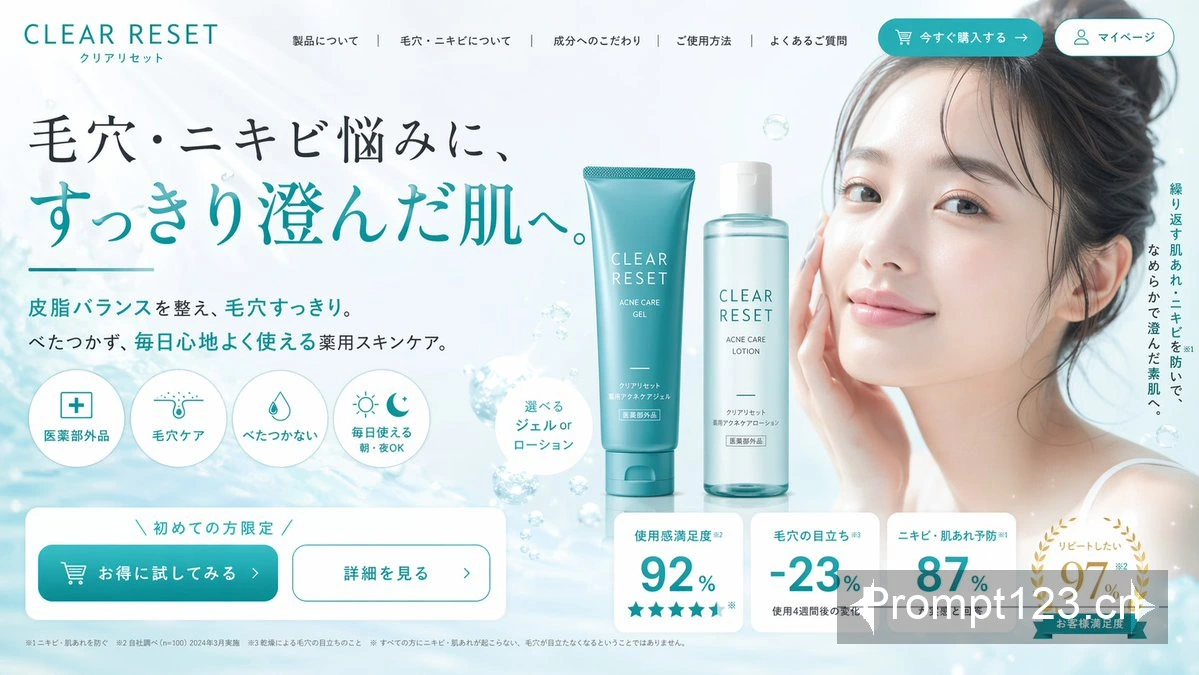 CLEAR RESET
クリアリセット
製品について
毛穴・ニキビについて
成分へのこだわり
ご使用方法
よくあるご質問
今すぐ購入する →
マイページ
毛穴・ニキビ悩みに、
すっきり澄んだ肌へ。
皮脂バランスを整え、毛穴すっきり。
べたつかず、毎日心地よく使える薬用スキンケア。
医薬部外品
毛穴ケア
べたつかない
毎日使える
朝・夜OK
選べる
ジェル or
ローション
CLEAR
RESET
ACNE CARE
GEL
クリアリセット
薬用アクネケアジェル
医薬部外品
CLEAR
RESET
ACNE CARE
LOTION
クリアリセット
薬用アクネケアローション
医薬部外品
繰り返す肌あれ・ニキビを防いで、※1
なめらかで澄んだ素肌へ。
\ 初めての方限定 /
お得に試してみる
詳細を見る
使用感満足度※2
92%
※
毛穴の目立ち※3
-23%
使用4週間後の変化
ニキビ・肌あれ予防※1
87%
実感と回答
リピートしたい
97%※2
お客様満足度
Prompt123.cn
※1 ニキビ・肌あれを防ぐ ※2 自社調べ（n=100）2024年3月実施 ※3 乾燥による毛穴の目立ちのこと ※ すべての方にニキビ・肌あれが起こらない、毛穴が目立たなくなるということではありません。